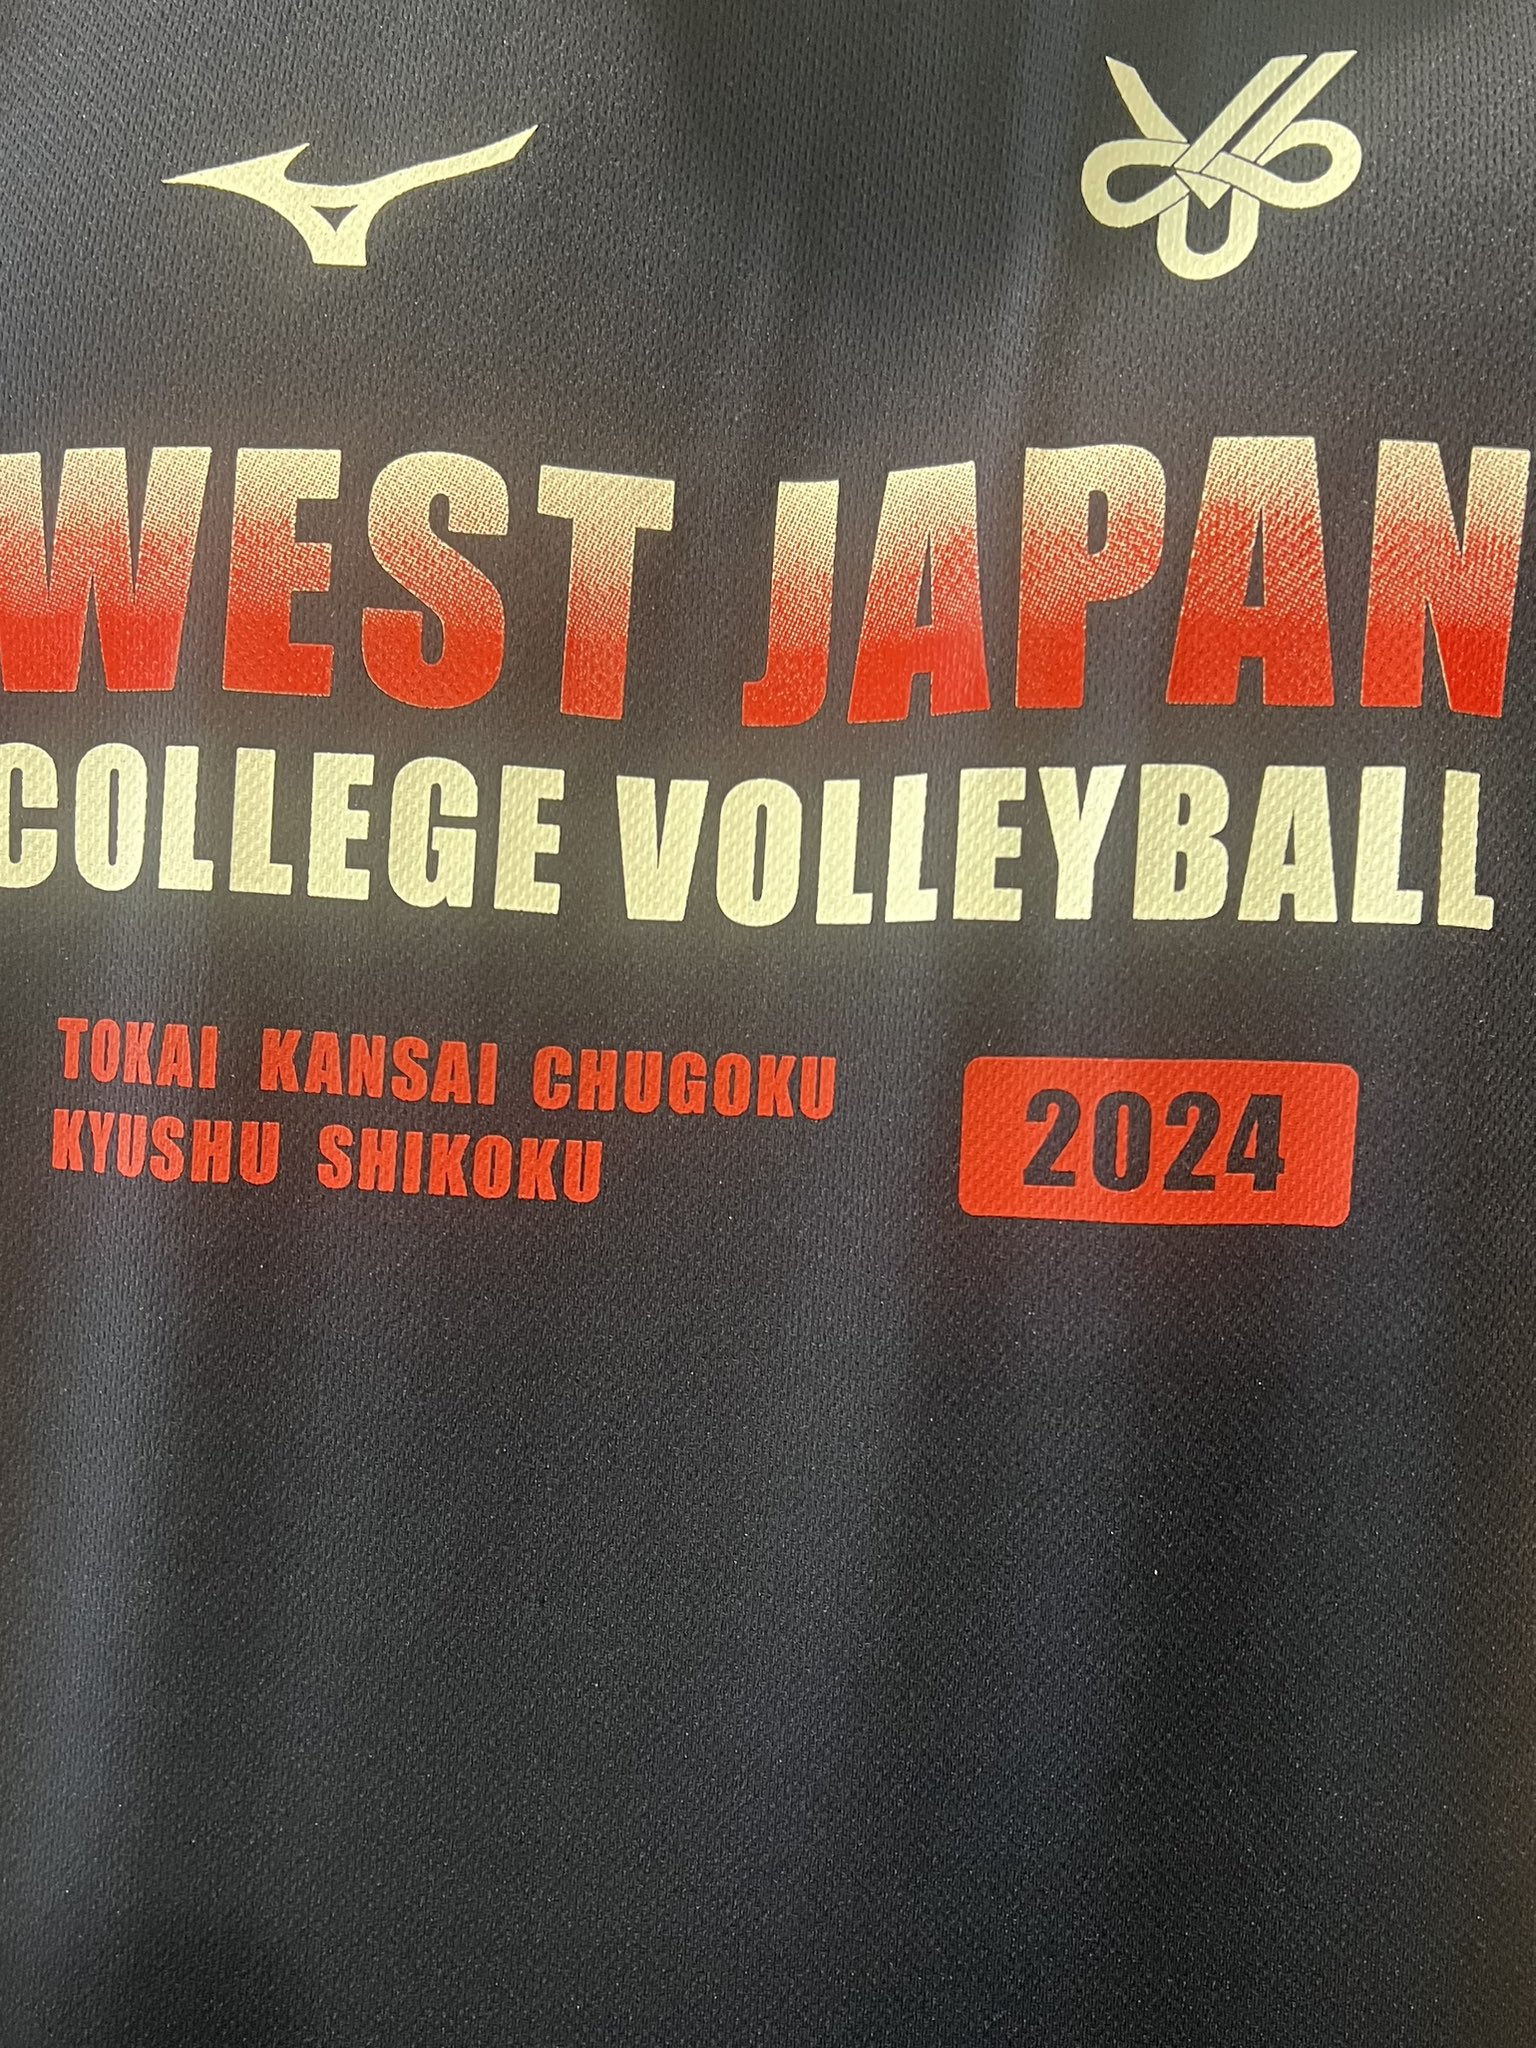 WEST JAPAN
COLLEGE VOLLEYBALL
TOKAI KANSAI CHUGOKU
KYUSHU SHIKOKU
2024